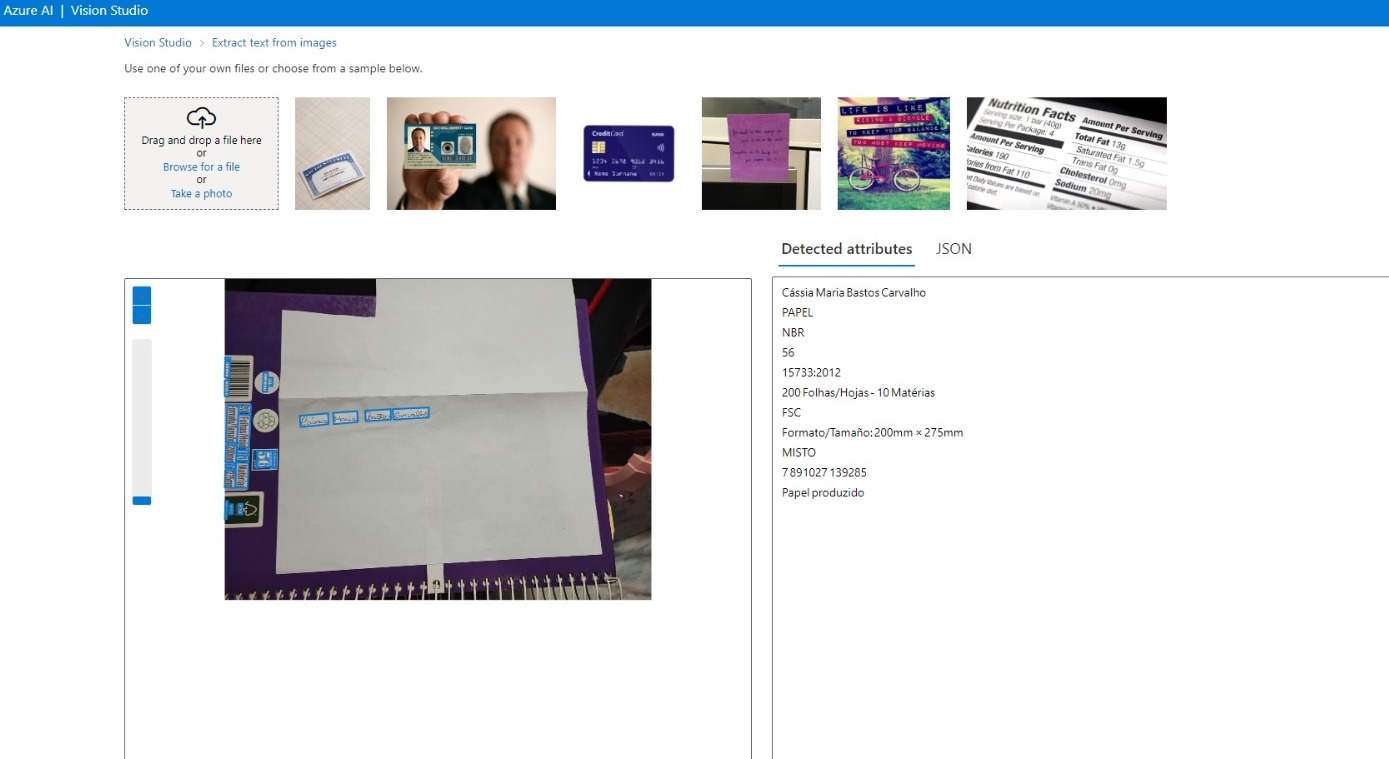 Azure AI | Vision Studio
Vision Studio > Extract text from images
Use one of your own files or choose from a sample below.
Drag and drop a file here
or
Browse for a file
or
Take a photo
CreditCard BANK
1234 5678 9012 3456
Name Surname
LIFE IS LIKE
RIDING A BICYCLE
TO KEEP YOUR BALANCE
YOU MUST KEEP MOVING
Nutrition Facts
Serving size: 1 bar (40g)
Serving Per Package: 4
Amount Per Serving
Calories 190
Calories from Fat 110
Amount Per Serving
Total Fat 13g
Saturated Fat 1.5g
Trans Fat 0g
Cholesterol 0mg
Sodium 20mg
Detected attributes JSON
Cássia Maria Bastos Carvalho
PAPEL
NBR
56
15733:2012
200 Folhas/Hojas - 10 Matérias
FSC
Formato/Tamaño: 200mm × 275mm
MISTO
7 891027 139285
Papel produzido
Cássia Maria Bastos Carvalho